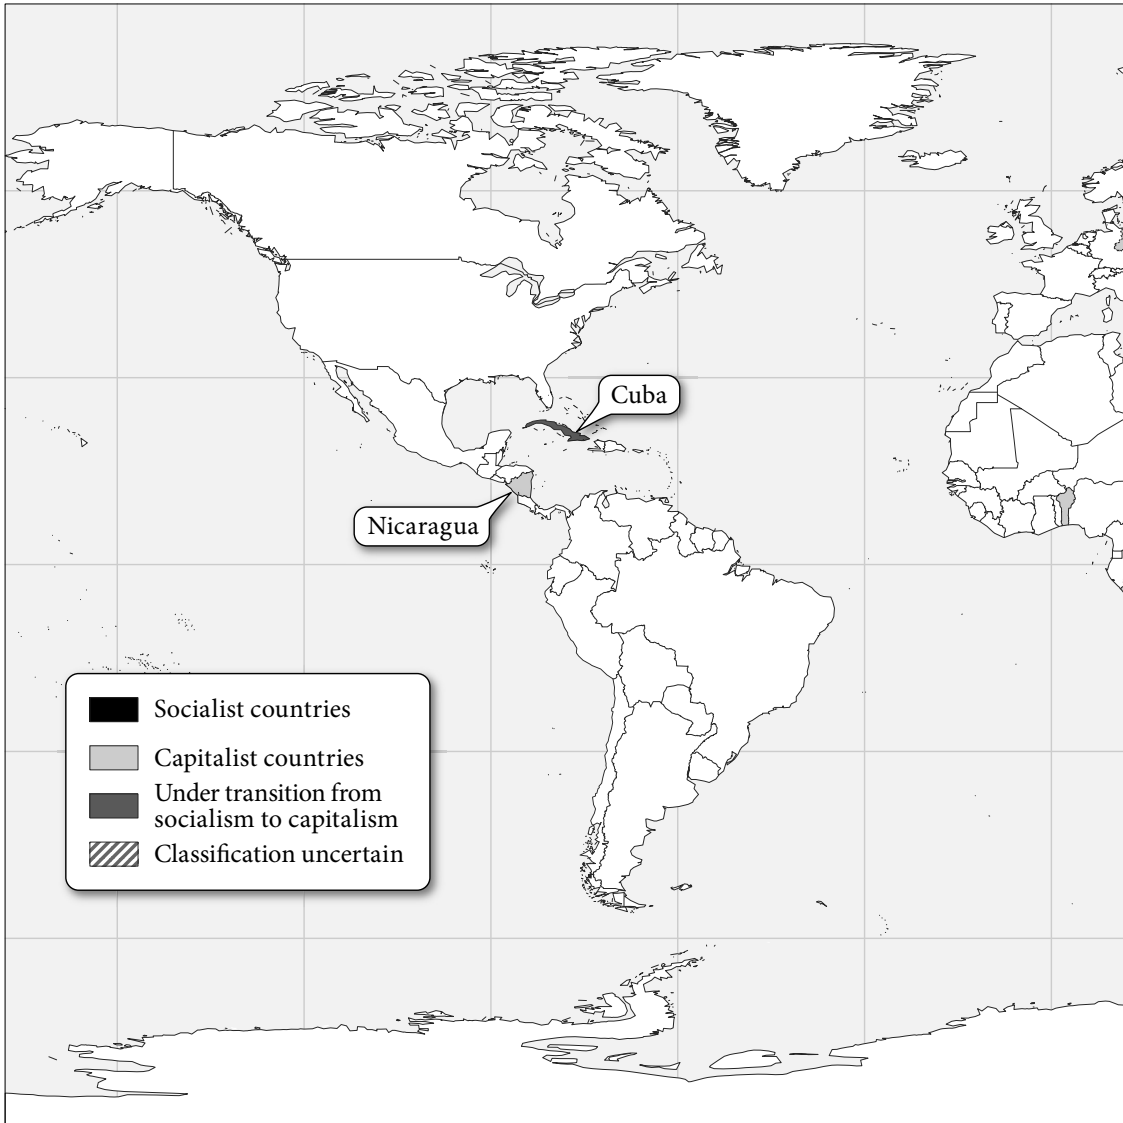 Cuba
Nicaragua
Socialist countries
Capitalist countries
Under transition from
socialism to capitalism
Classification uncertain